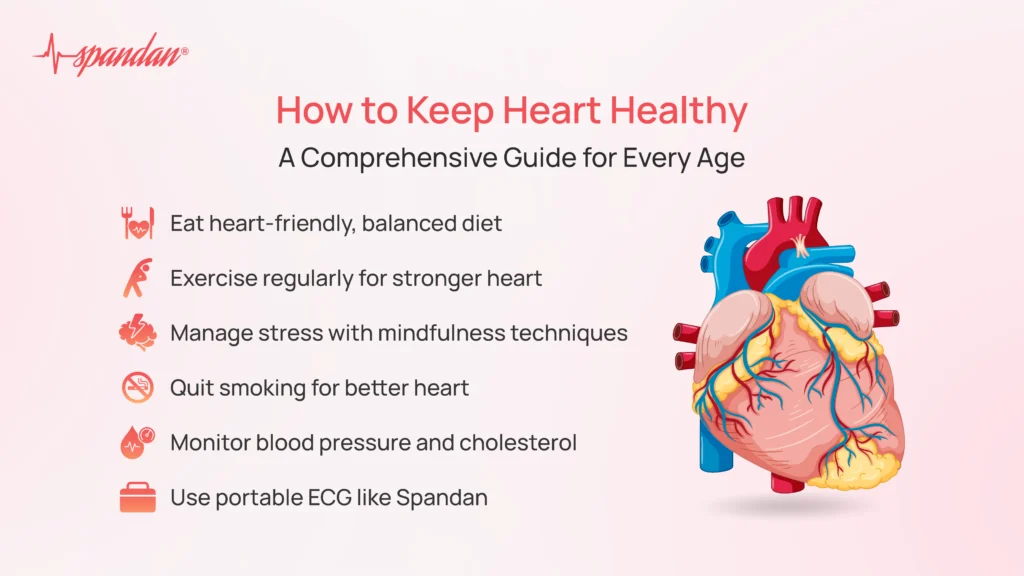 spandan®
How to Keep Heart Healthy
A Comprehensive Guide for Every Age
Eat heart-friendly, balanced diet
Exercise regularly for stronger heart
Manage stress with mindfulness techniques
Quit smoking for better heart
Monitor blood pressure and cholesterol
Use portable ECG like Spandan